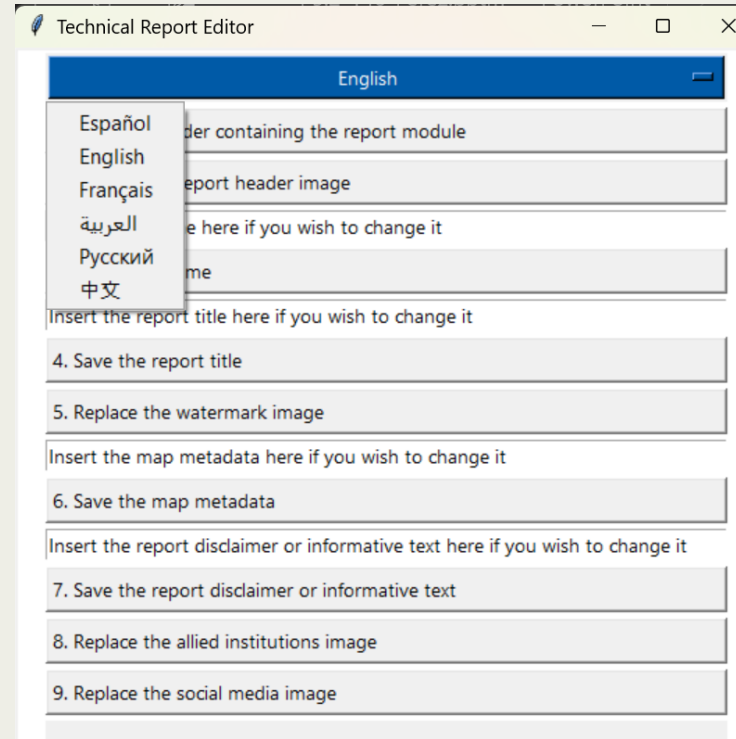 Technical Report Editor
English
Español
English
Français
العربية
Русский
中文
der containing the report module
eport header image
e here if you wish to change it
me
Insert the report title here if you wish to change it
4. Save the report title
5. Replace the watermark image
Insert the map metadata here if you wish to change it
6. Save the map metadata
Insert the report disclaimer or informative text here if you wish to change it
7. Save the report disclaimer or informative text
8. Replace the allied institutions image
9. Replace the social media image